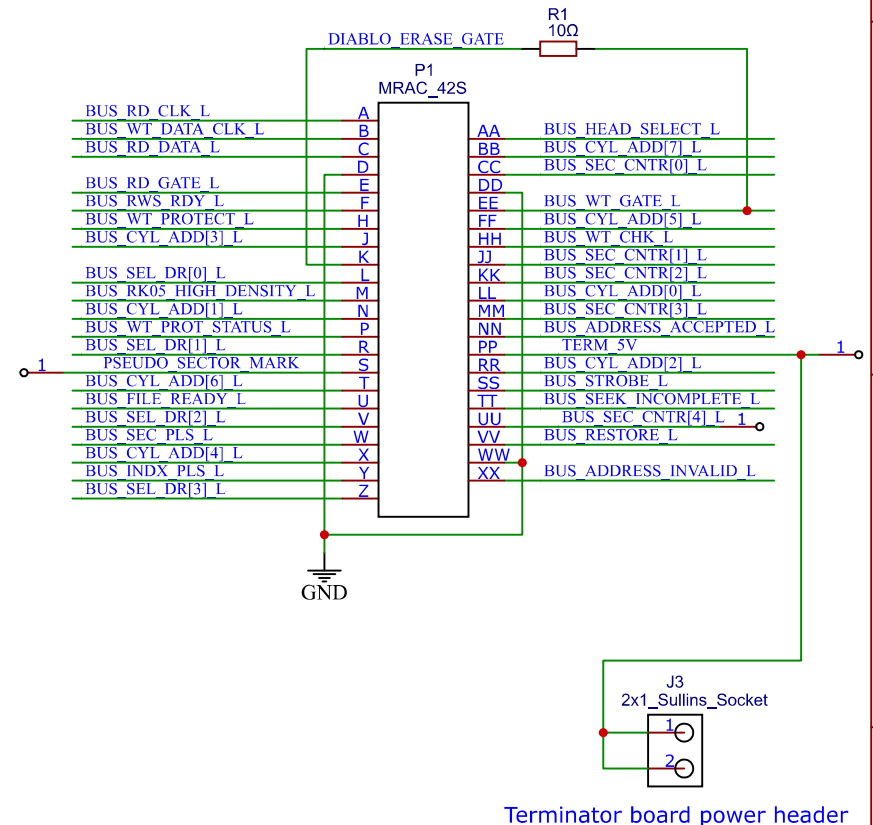 R1
10Ω
DIABLO_ERASE_GATE
P1
MRAC_42S
BUS_RD_CLK_L A
BUS_WT_DATA_CLK_L B AA BUS_HEAD_SELECT_L
BUS_RD_DATA_L C BB BUS_CYL_ADD[7]_L
D CC BUS_SEC_CNTR[0]_L
BUS_RD_GATE_L E DD
BUS_RWS_RDY_L F EE BUS_WT_GATE_L
BUS_WT_PROTECT_L H FF BUS_CYL_ADD[5]_L
BUS_CYL_ADD[3]_L J HH BUS_WT_CHK_L
K JJ BUS_SEC_CNTR[1]_L
BUS_SEL_DR[0]_L L KK BUS_SEC_CNTR[2]_L
BUS_RK05_HIGH_DENSITY_L M LL BUS_CYL_ADD[0]_L
BUS_CYL_ADD[1]_L N MM BUS_SEC_CNTR[3]_L
BUS_WT_PROT_STATUS_L P NN BUS_ADDRESS_ACCEPTED_L
BUS_SEL_DR[1]_L R PP TERM_5V 1
1 PSEUDO_SECTOR_MARK S RR BUS_CYL_ADD[2]_L
BUS_CYL_ADD[6]_L T SS BUS_STROBE_L
BUS_FILE_READY_L U TT BUS_SEEK_INCOMPLETE_L
BUS_SEL_DR[2]_L V UU BUS_SEC_CNTR[4]_L 1
BUS_SEC_PLS_L W VV BUS_RESTORE_L
BUS_CYL_ADD[4]_L X WW
BUS_INDX_PLS_L Y XX BUS_ADDRESS_INVALID_L
BUS_SEL_DR[3]_L Z
GND
J3
2x1_Sullins_Socket
1
2
Terminator board power header